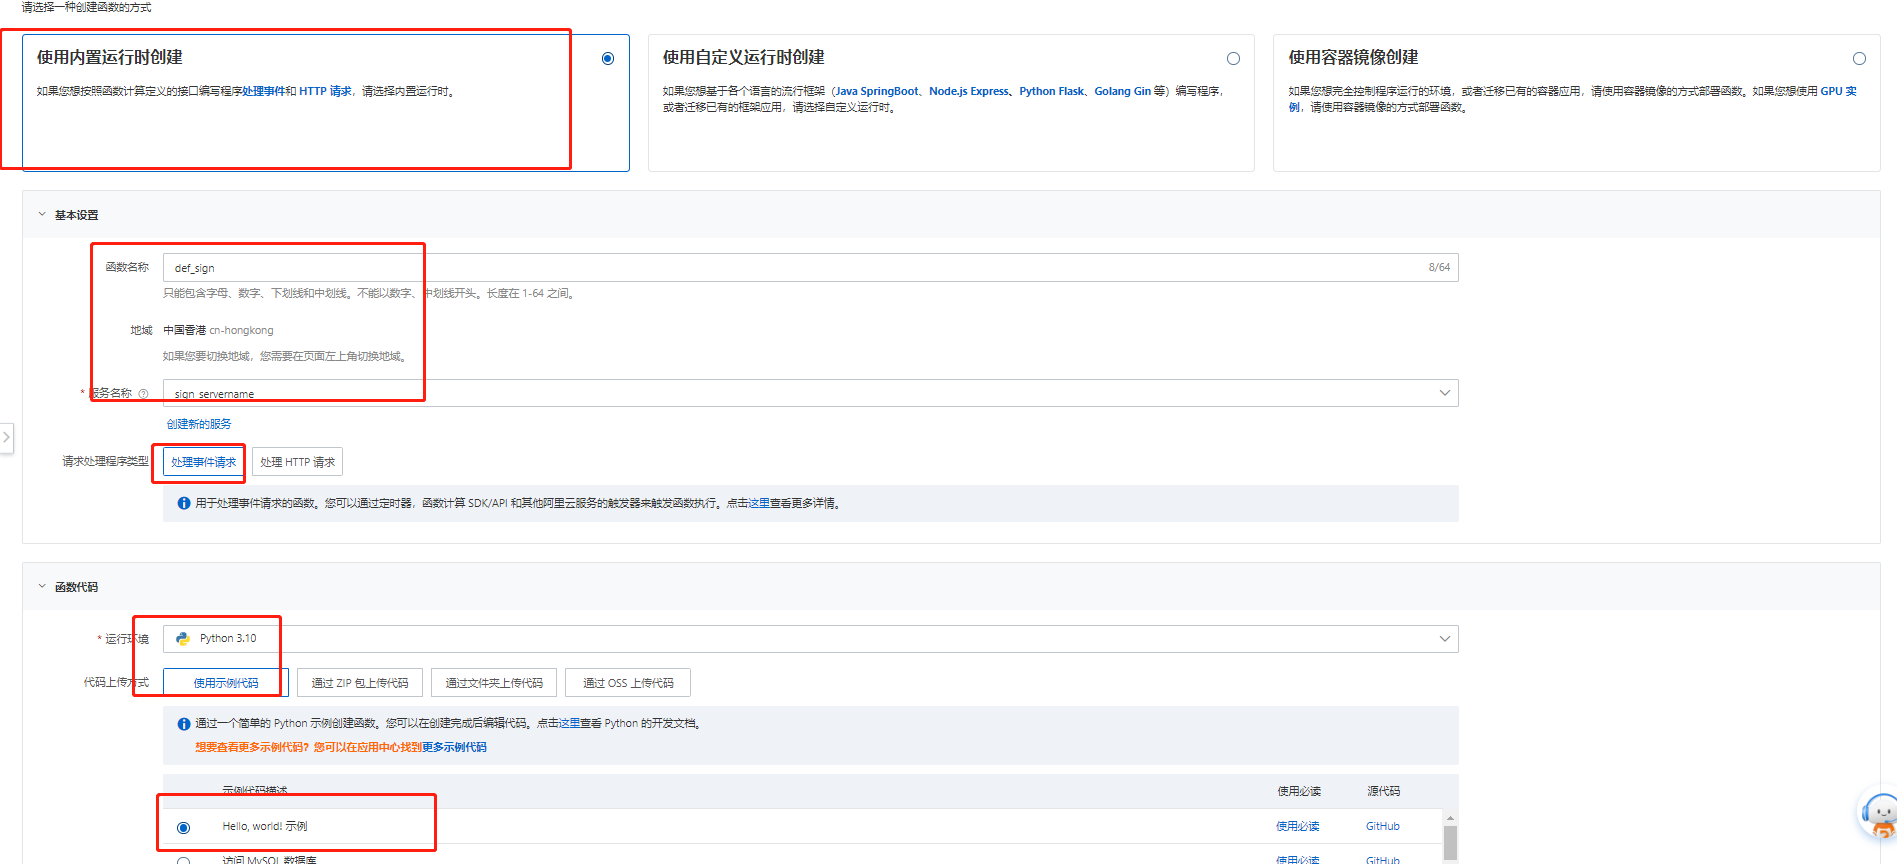 请选择一种创建函数的方式
使用内置运行时创建
如果您想按照函数计算定义的接口编写程序处理事件和 HTTP 请求，请选择内置运行时。
使用自定义运行时创建
如果您想基于各个语言的流行框架（Java SpringBoot、Node.js Express、Python Flask、Golang Gin 等）编写程序，
或者迁移已有的框架应用，请选择自定义运行时。
使用容器镜像创建
如果您想完全控制程序运行的环境，或者迁移已有的容器应用，请使用容器镜像的方式部署函数。如果您想使用 GPU 实
例，请使用容器镜像的方式部署函数。
基本设置
函数名称
def_sign
8/64
只能包含字母、数字、下划线和中划线。不能以数字、中划线开头。长度在 1-64 之间。
地域
中国香港 cn-hongkong
如果您要切换地域，您需要在页面左上角切换地域。
* 服务名称
sign_servername
创建新的服务
请求处理程序类型
处理事件请求
处理 HTTP 请求
用于处理事件请求的函数。您可以通过定时器，函数计算 SDK/API 和其他阿里云服务的触发器来触发函数执行。点击这里查看更多详情。
函数代码
* 运行环境
Python 3.10
代码上传方式
使用示例代码
通过 ZIP 包上传代码
通过文件夹上传代码
通过 OSS 上传代码
通过一个简单的 Python 示例创建函数。您可以在创建完成后编辑代码。点击这里查看 Python 的开发文档。
想要查看更多示例代码？您可以在应用中心找到更多示例代码
示例代码描述
使用必读
源代码
Hello, world! 示例
使用必读
GitHub
访问 MySQL 数据库
使用必读
GitHub